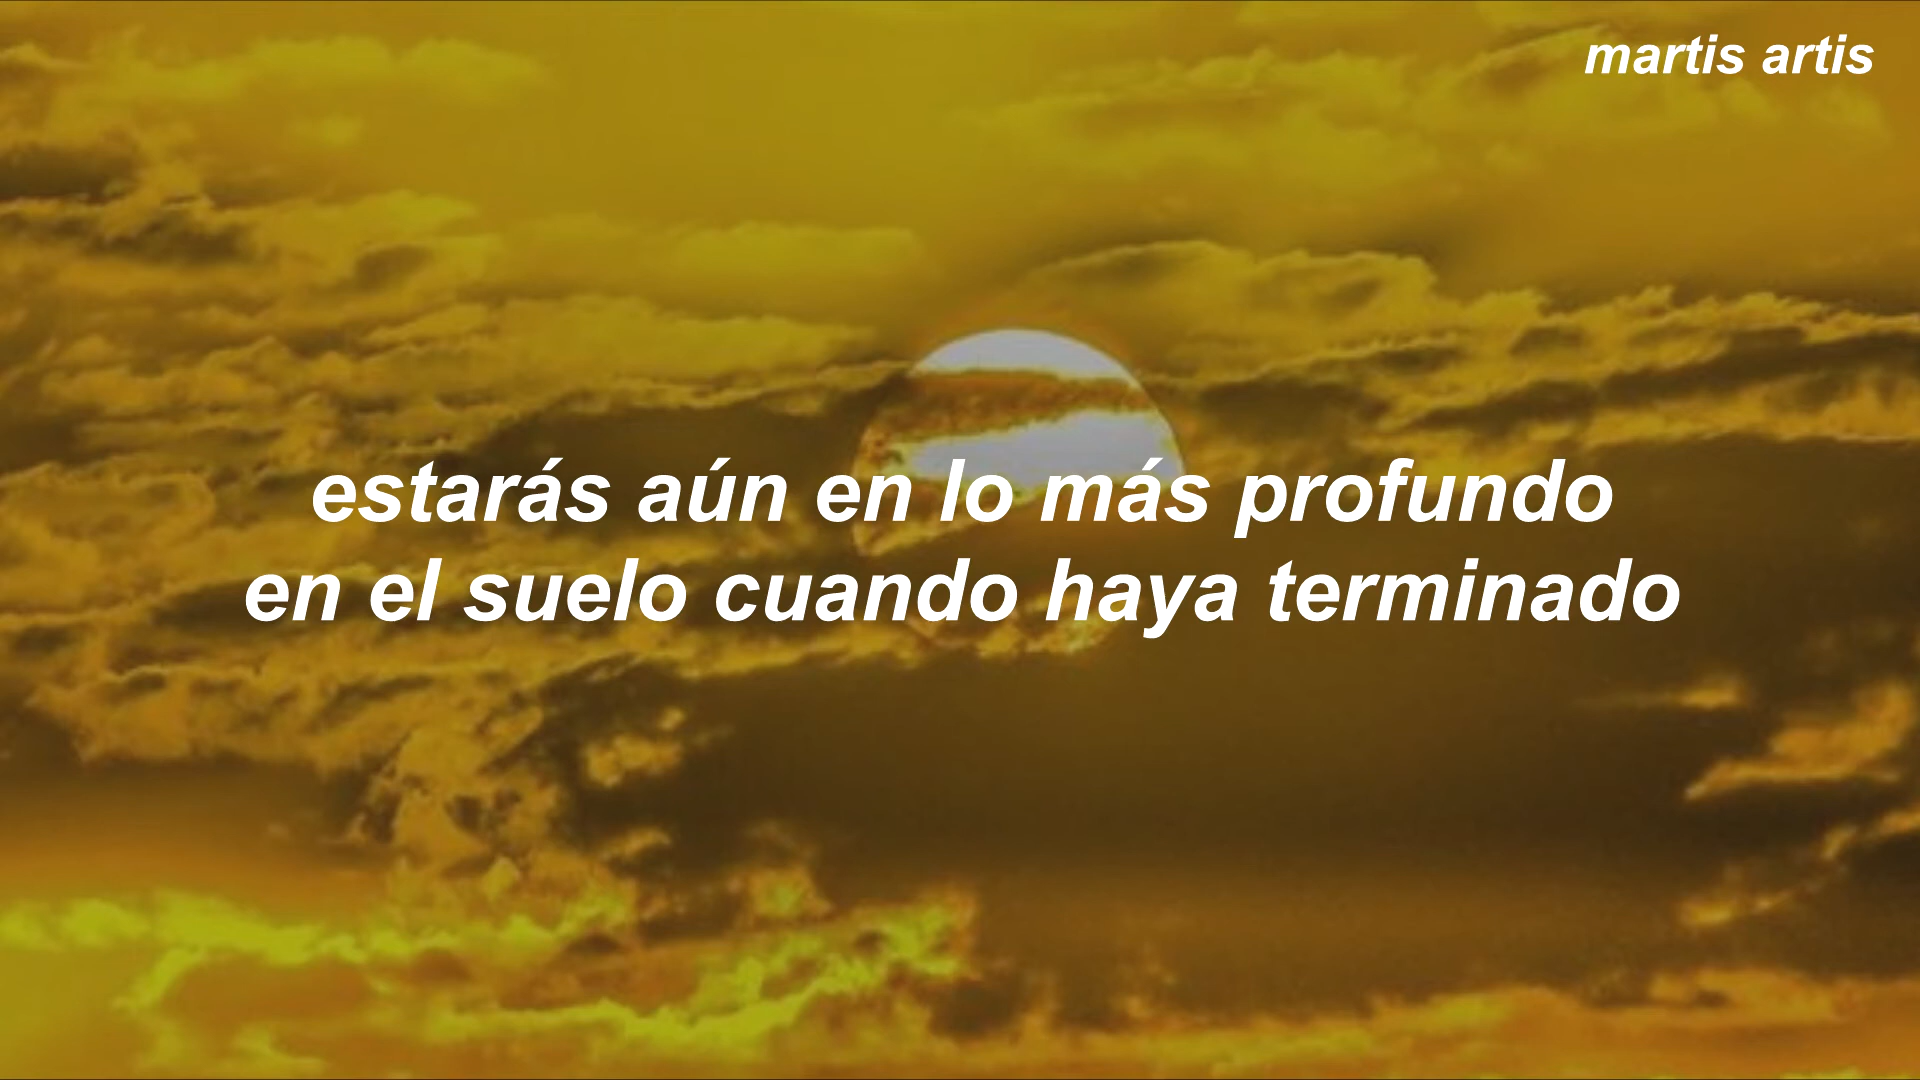 martis artis
estarás aún en lo más profundo
en el suelo cuando haya terminado